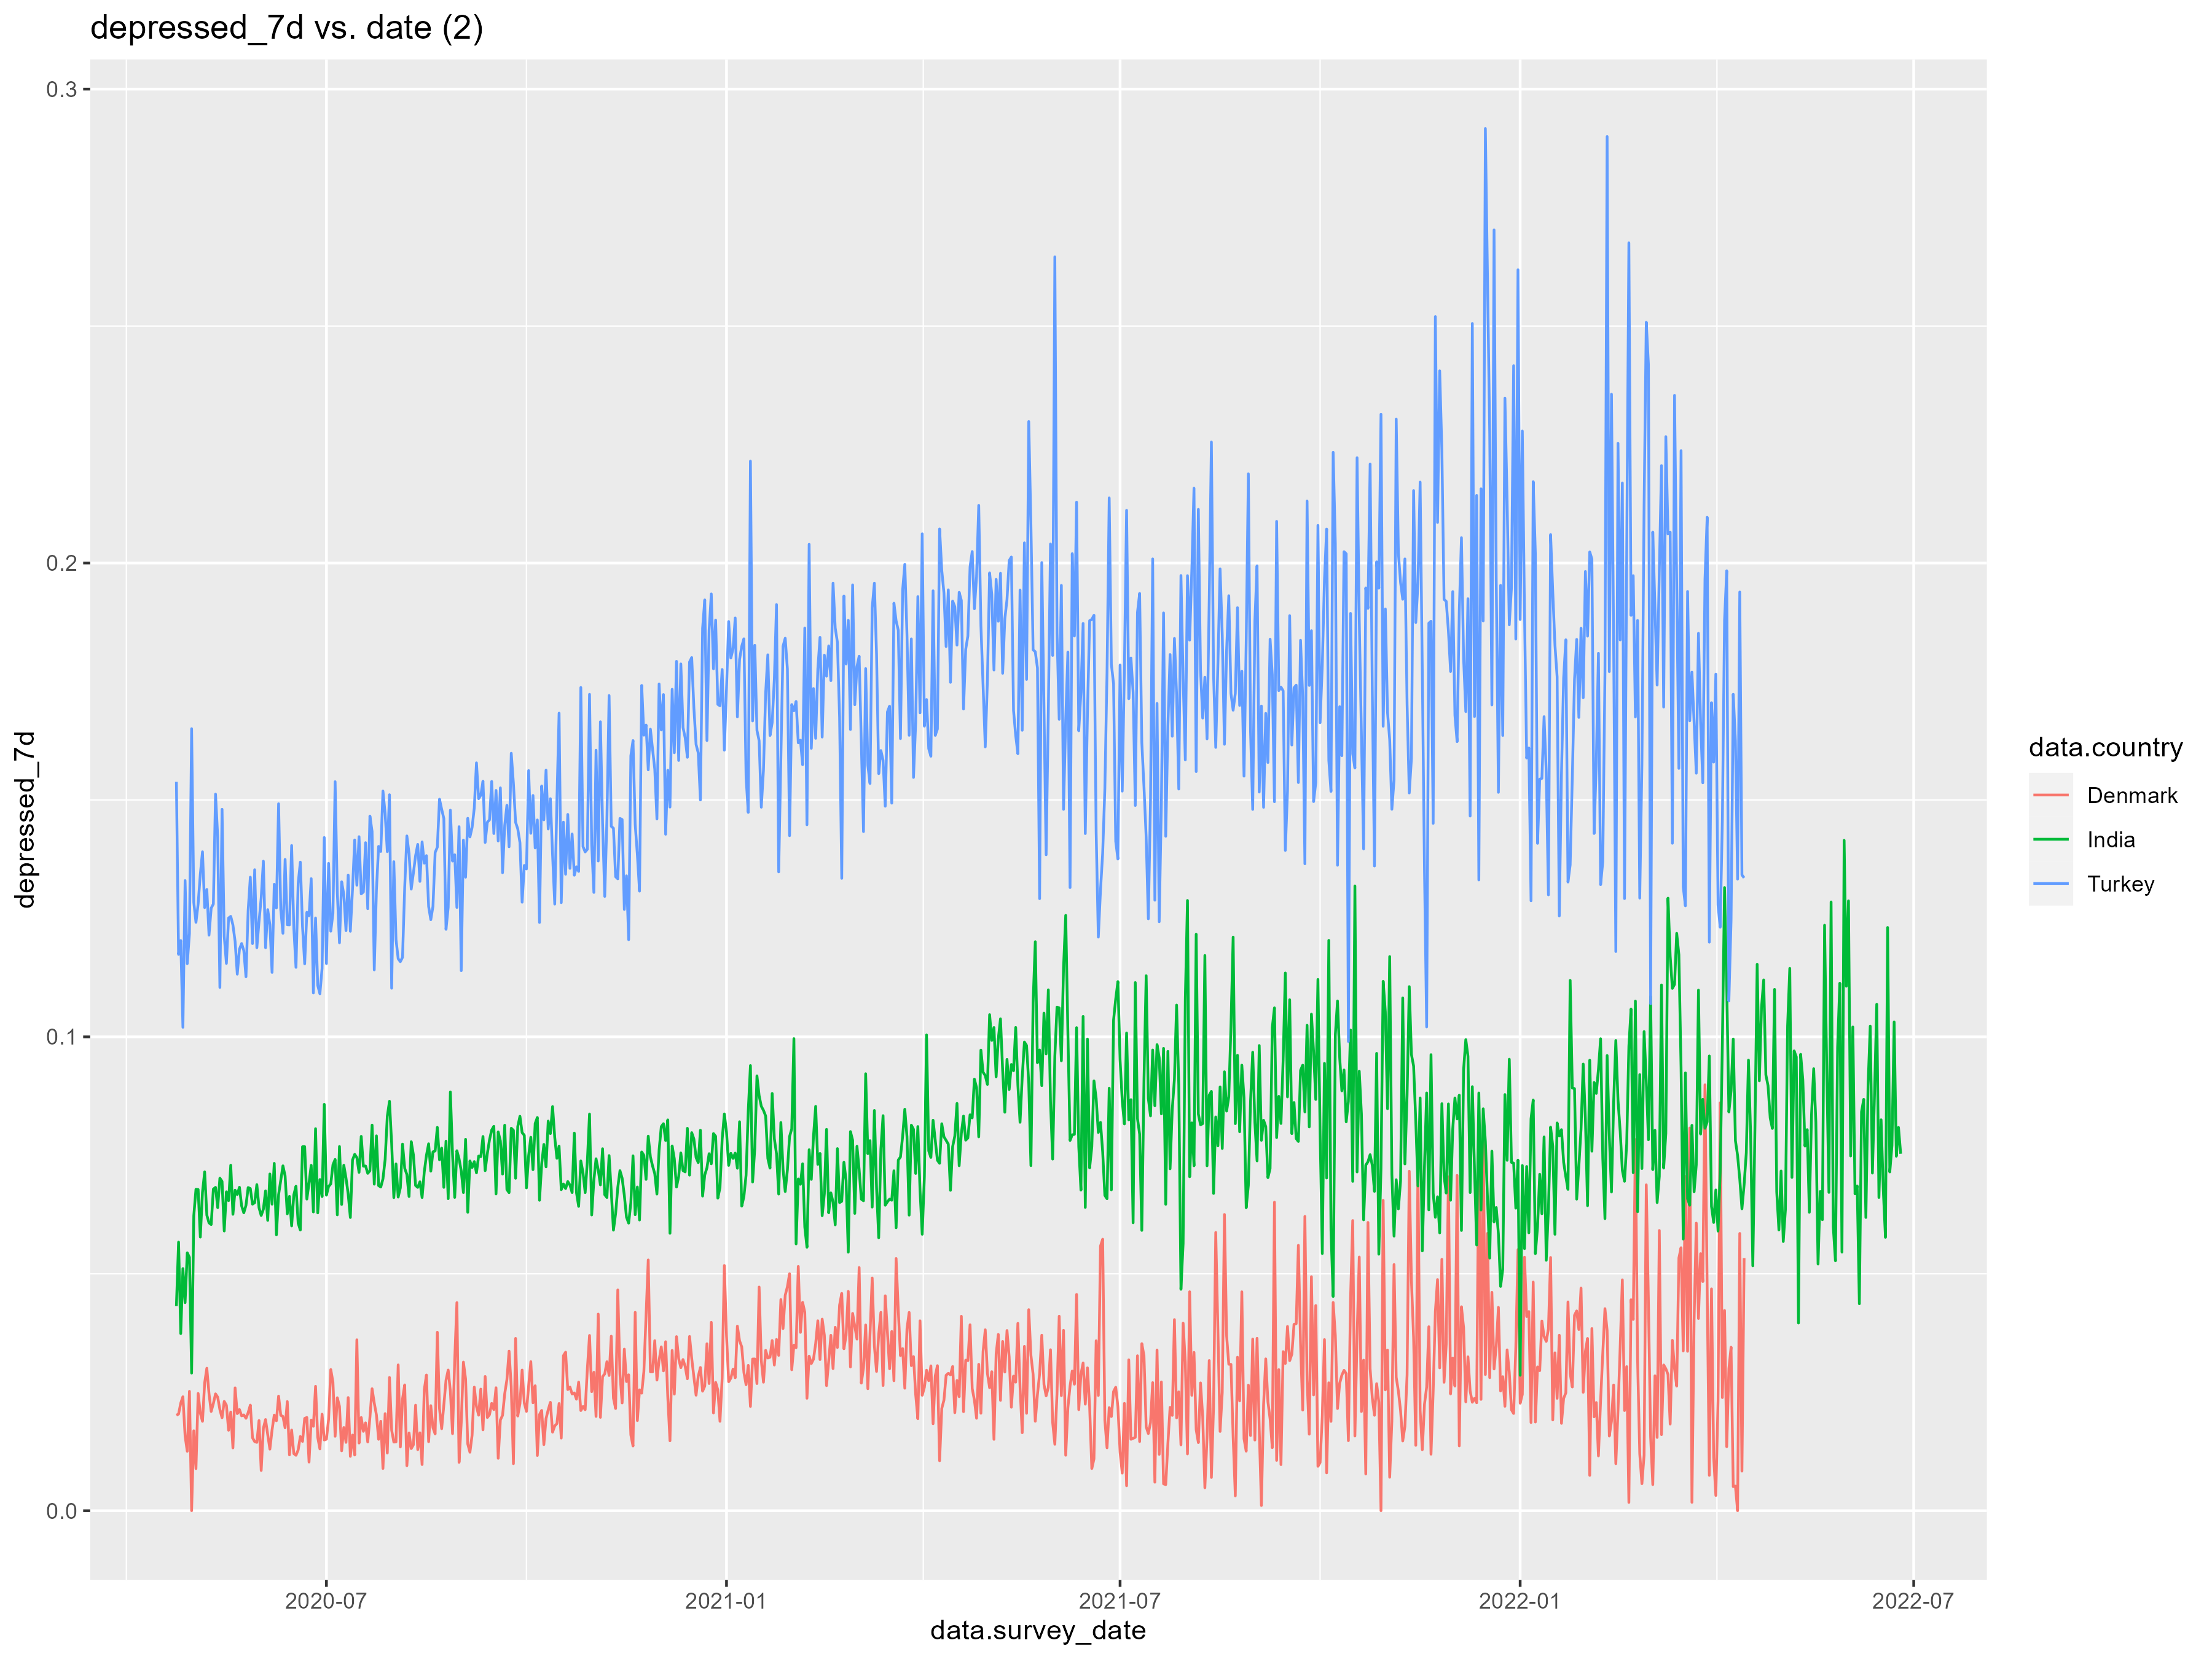 depressed_7d vs. date (2)
0.3
0.2
0.1
0.0
depressed_7d
2020-07
2021-01
2021-07
2022-01
2022-07
data.survey_date
data.country
Denmark
India
Turkey